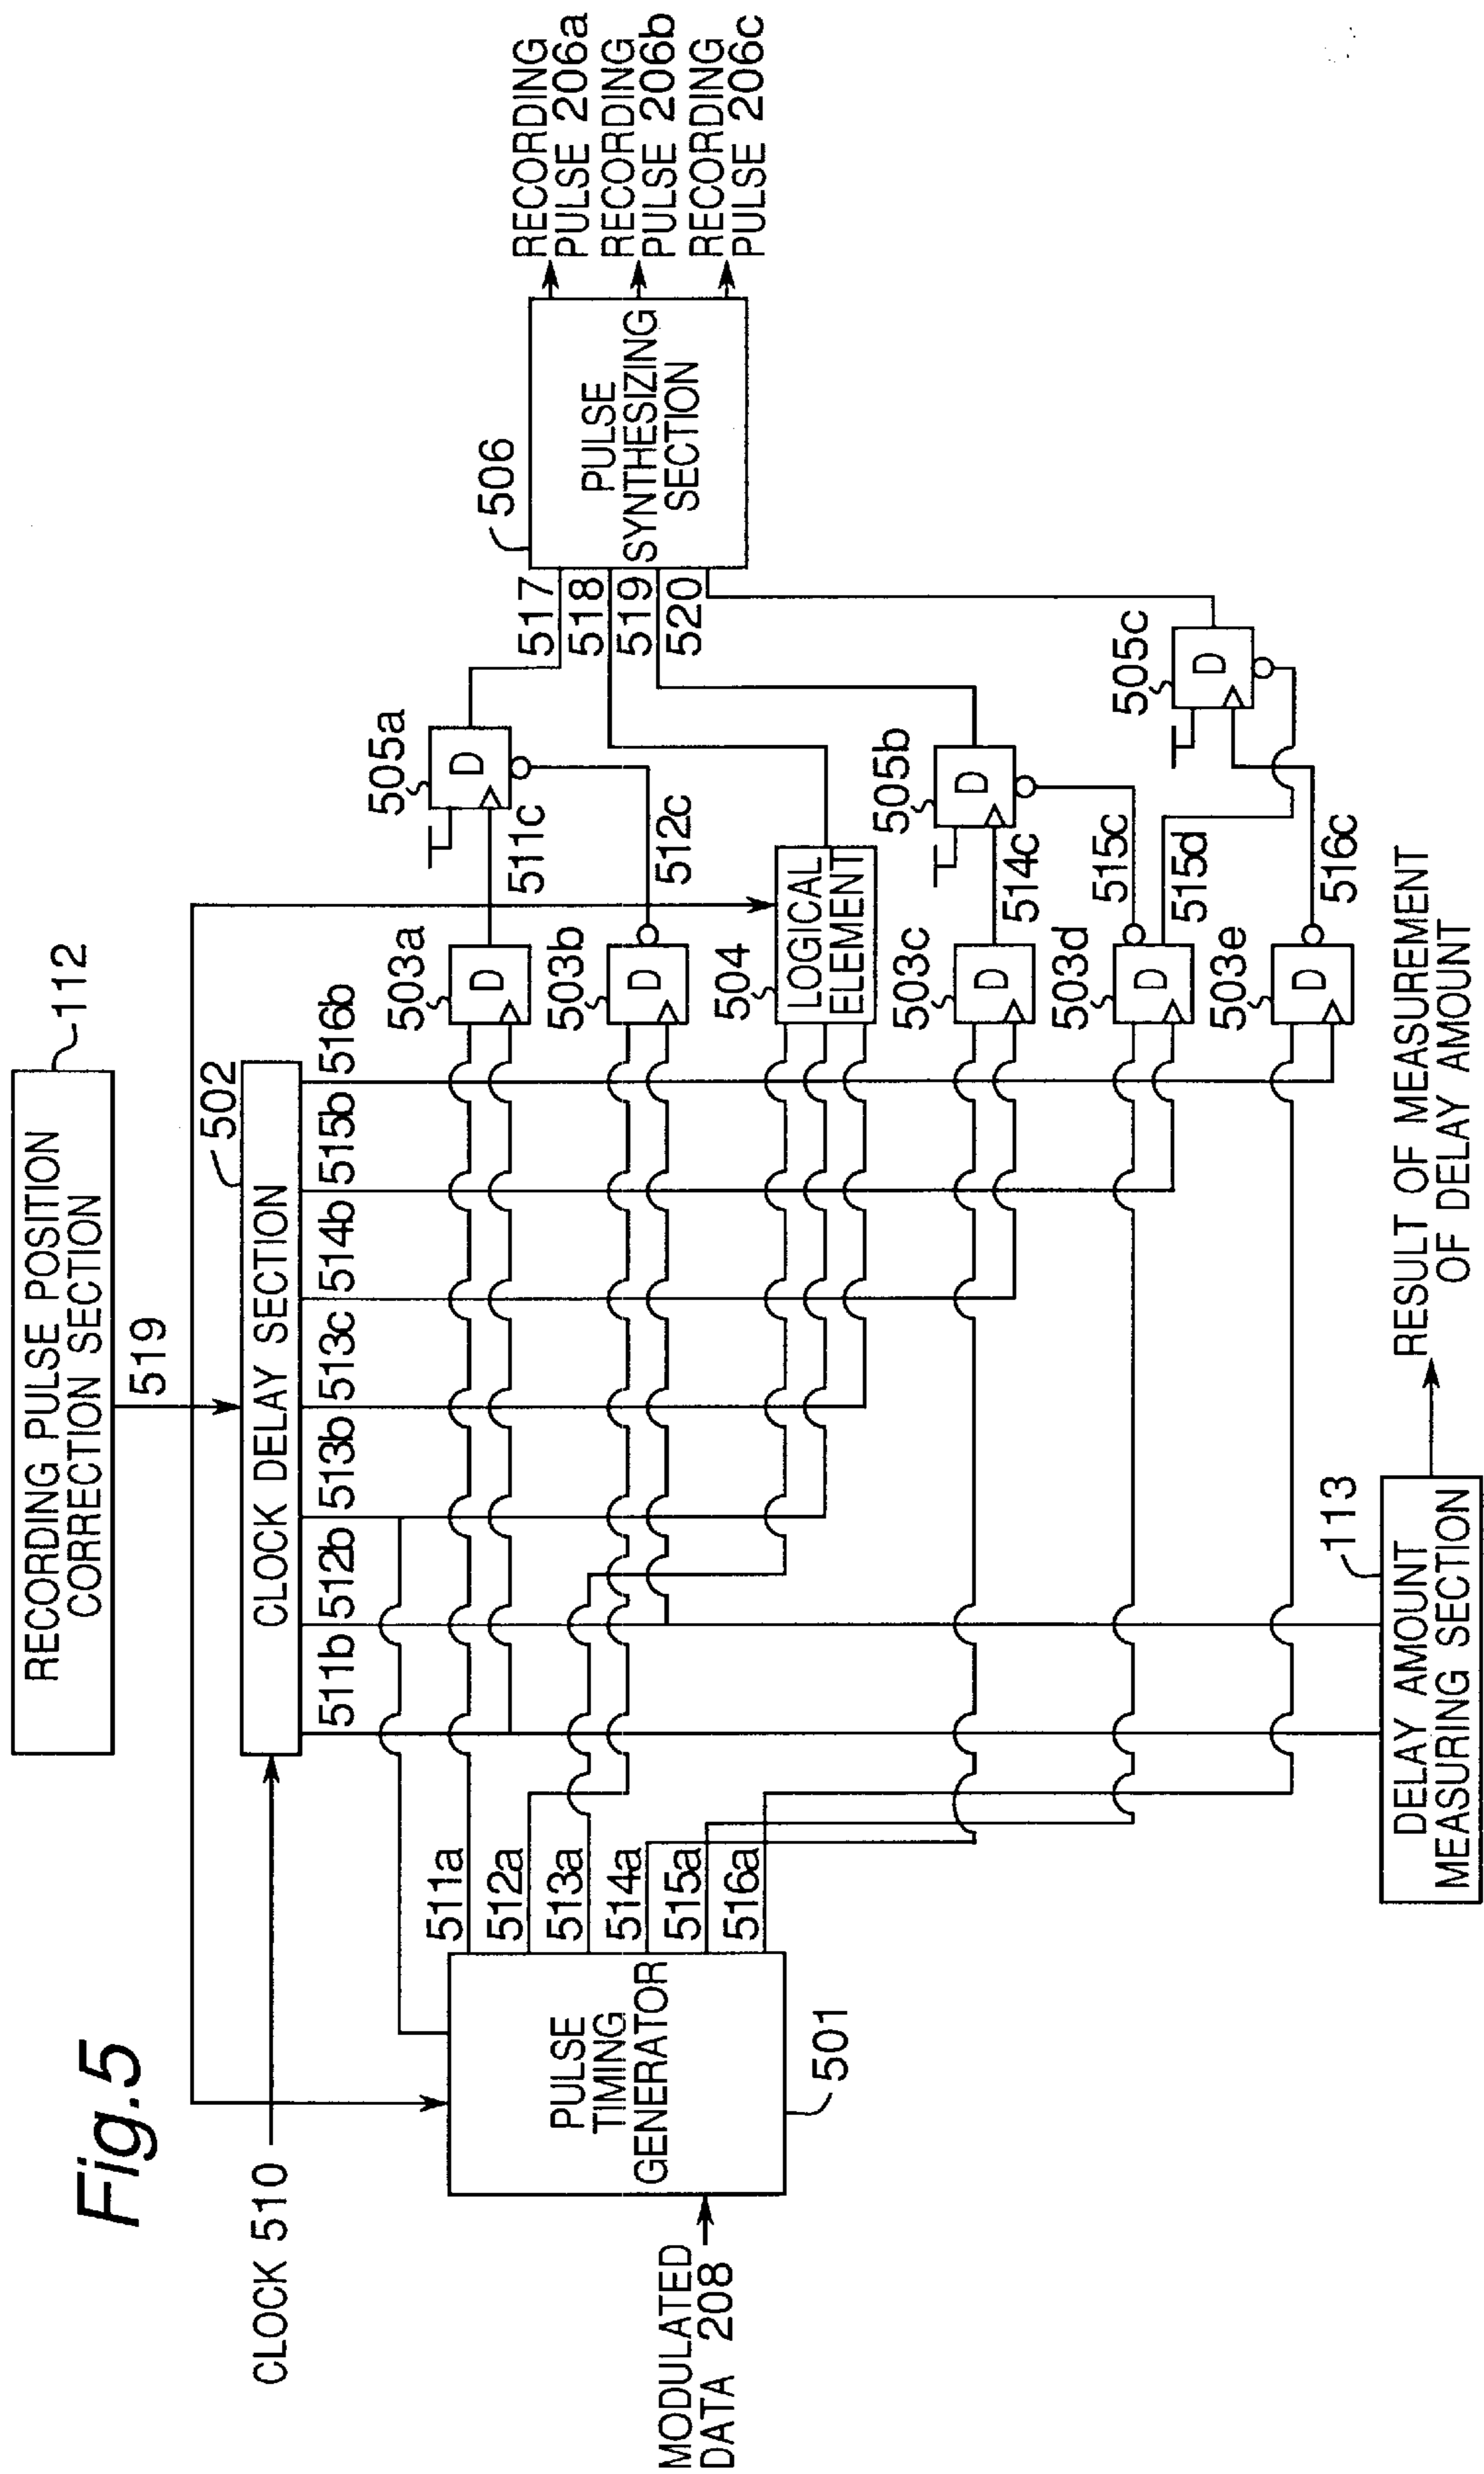 Fig.5
RECORDING PULSE POSITION
CORRECTION SECTION
112
519
CLOCK 510
502
CLOCK DELAY SECTION
511b
512b
513b
513c
514b
515b
516b
MODULATED
DATA 208
PULSE
TIMING
GENERATOR
501
511a
512a
513a
514a
515a
516a
503a
D
503b
D
504
LOGICAL
ELEMENT
503c
D
503d
D
503e
D
505a
D
511c
512c
505b
D
514c
515c
515d
505c
D
516c
517
518
519
520
506
PULSE
SYNTHESIZING
SECTION
RECORDING
PULSE 206a
RECORDING
PULSE 206b
RECORDING
PULSE 206c
113
DELAY AMOUNT
MEASURING SECTION
RESULT OF MEASUREMENT
OF DELAY AMOUNT